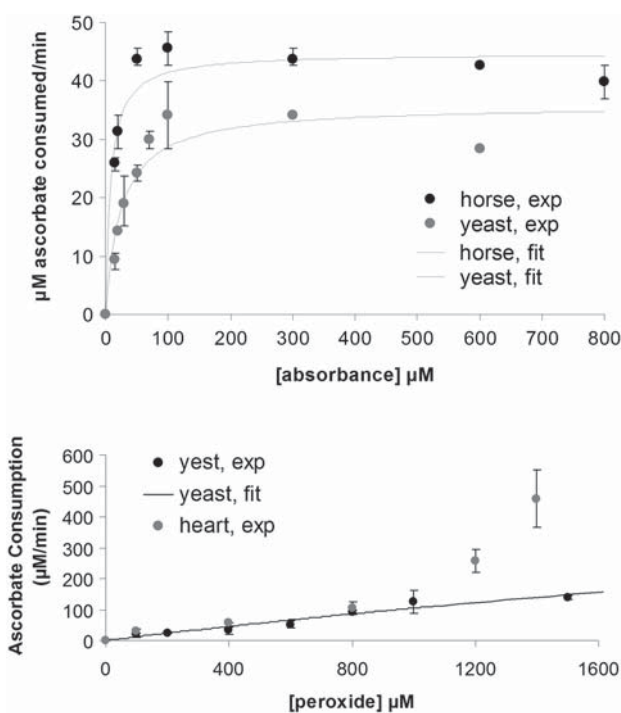 50
40
30
20
10
0
µM ascorbate consumed/min
horse, exp
yeast, exp
horse, fit
yeast, fit
0 100 200 300 400 500 600 700 800
[absorbance] µM
600
500
400
300
200
100
0
Ascorbate Consumption
(µM/min)
yest, exp
yeast, fit
heart, exp
0 400 800 1200 1600
[peroxide] µM